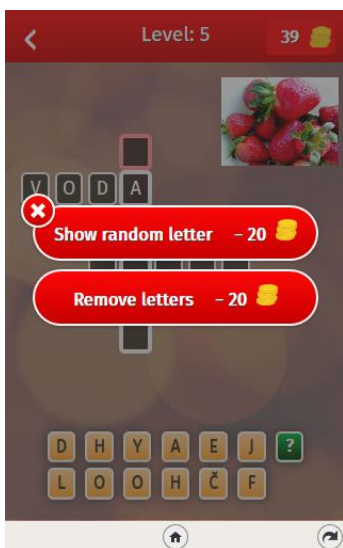 Level: 5 39
V O D A
Show random letter - 20
Remove letters - 20
D H Y A E J ?
L O O H Č F